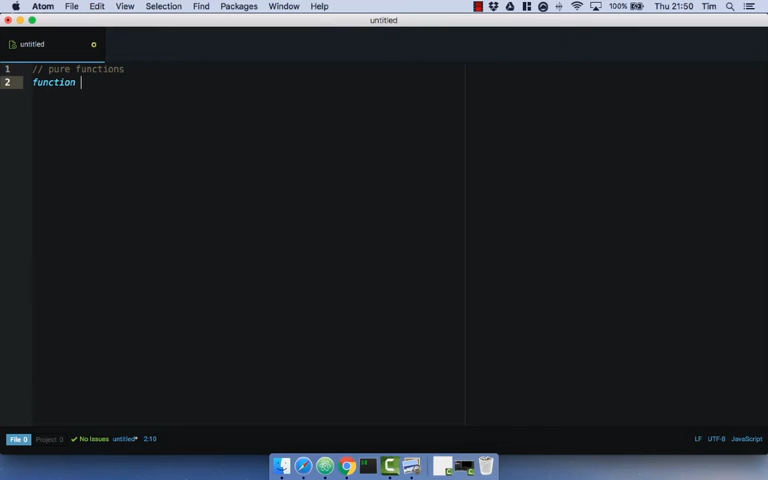 Atom File Edit View Selection Find Packages Window Help 100% Thu 21:50 Tim
untitled
untitled
1 // pure functions
2 function
File 0 Project 0 No Issues untitled* 2:10 LF UTF-8 JavaScript